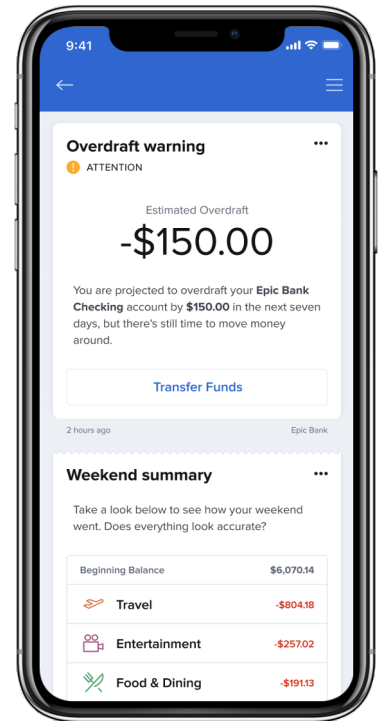 9:41
Overdraft warning
ATTENTION
Estimated Overdraft
-$150.00
You are projected to overdraft your Epic Bank
Checking account by $150.00 in the next seven
days, but there's still time to move money
around.
Transfer Funds
2 hours ago Epic Bank
Weekend summary
Take a look below to see how your weekend
went. Does everything look accurate?
Beginning Balance $6,070.14
Travel -$804.18
Entertainment -$257.02
Food & Dining -$191.13